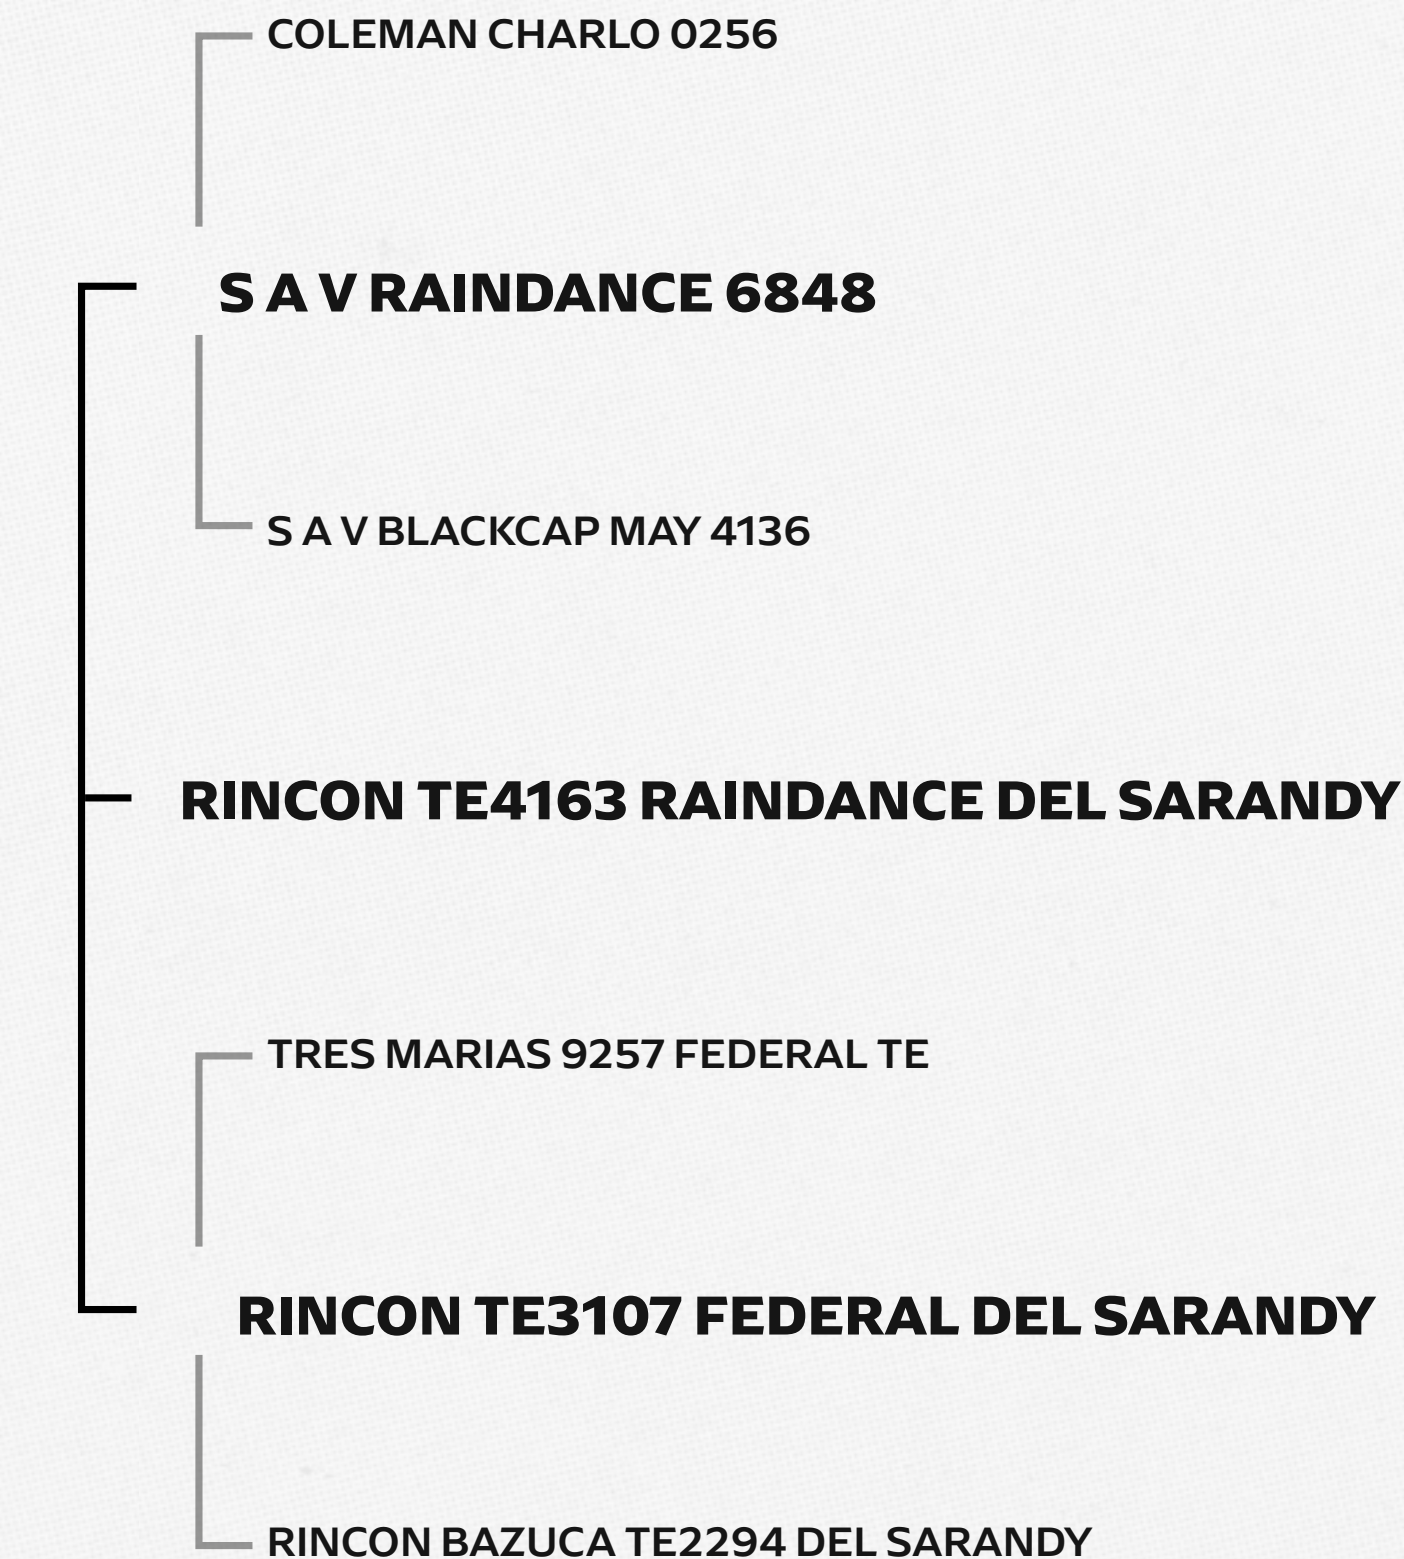 COLEMAN CHARLO 0256
S A V RAINDANCE 6848
S A V BLACKCAP MAY 4136
RINCON TE4163 RAINDANCE DEL SARANDY
TRES MARIAS 9257 FEDERAL TE
RINCON TE3107 FEDERAL DEL SARANDY
RINCON BAZUCA TE2294 DEL SARANDY